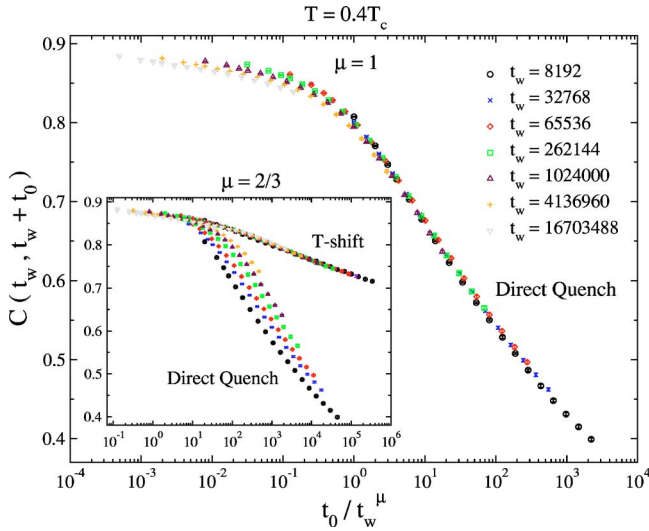 T = 0.4T_c
μ = 1
t_w = 8192
t_w = 32768
t_w = 65536
t_w = 262144
t_w = 1024000
t_w = 4136960
t_w = 16703488
C ( t_w , t_w + t_0 )
0.9
0.8
0.7
0.6
0.5
0.4
μ = 2/3
0.9
0.8
0.7
0.6
0.5
0.4
T-shift
Direct Quench
10^-1 10^0 10^1 10^2 10^3 10^4 10^5 10^6
Direct Quench
10^-4 10^-3 10^-2 10^-1 10^0 10^1 10^2 10^3 10^4
t_0 / t_w^μ